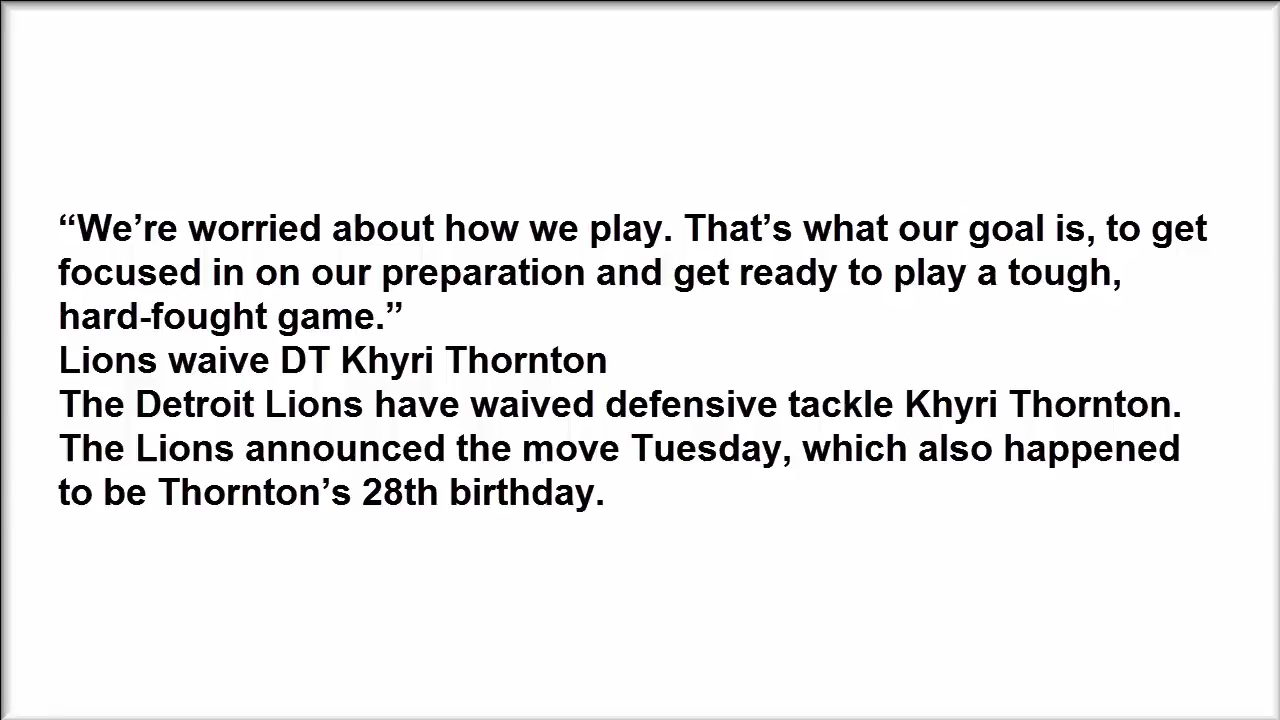 “We’re worried about how we play. That’s what our goal is, to get
focused in on our preparation and get ready to play a tough,
hard-fought game.”
Lions waive DT Khyri Thornton
The Detroit Lions have waived defensive tackle Khyri Thornton.
The Lions announced the move Tuesday, which also happened
to be Thornton’s 28th birthday.